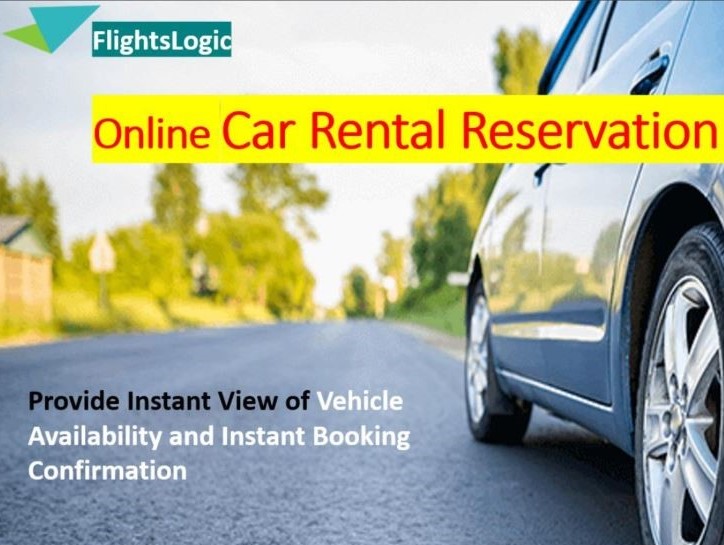 FlightsLogic
Online Car Rental Reservation
Provide Instant View of Vehicle
Availability and Instant Booking
Confirmation